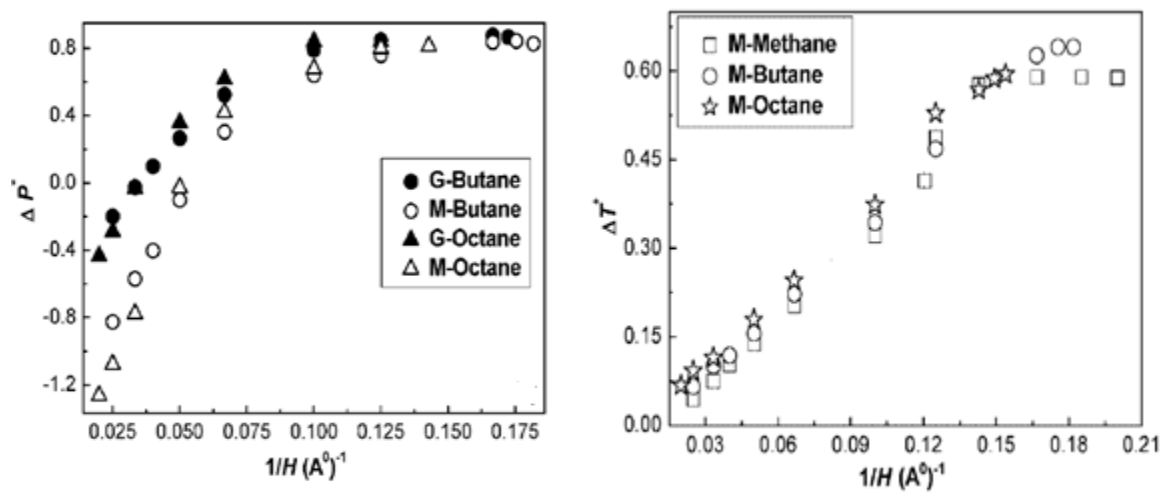 0.8
0.4
0.0
-0.4
-0.8
-1.2
Δ P*
G-Butane
M-Butane
G-Octane
M-Octane
0.025 0.050 0.075 0.100 0.125 0.150 0.175
1/H (A⁰)⁻¹
0.60
0.45
0.30
0.15
0.00
Δ T*
M-Methane
M-Butane
M-Octane
0.03 0.06 0.09 0.12 0.15 0.18 0.21
1/H (A⁰)⁻¹